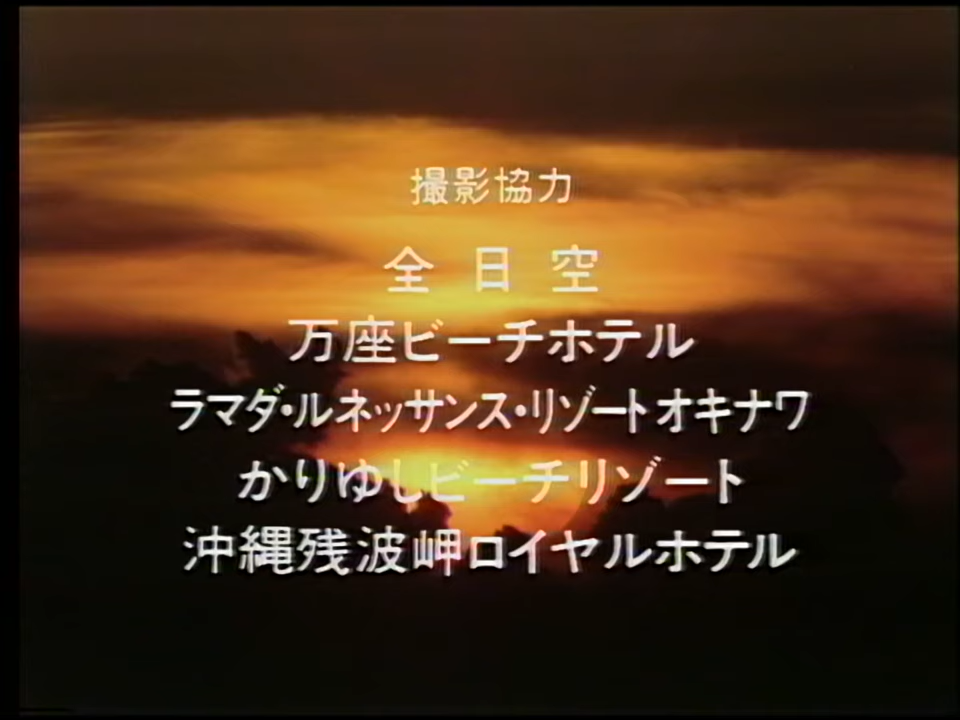 撮影協力
全日空
万座ビーチホテル
ラマダ・ルネッサンス・リゾートオキナワ
かりゆしビーチリゾート
沖縄残波岬ロイヤルホテル